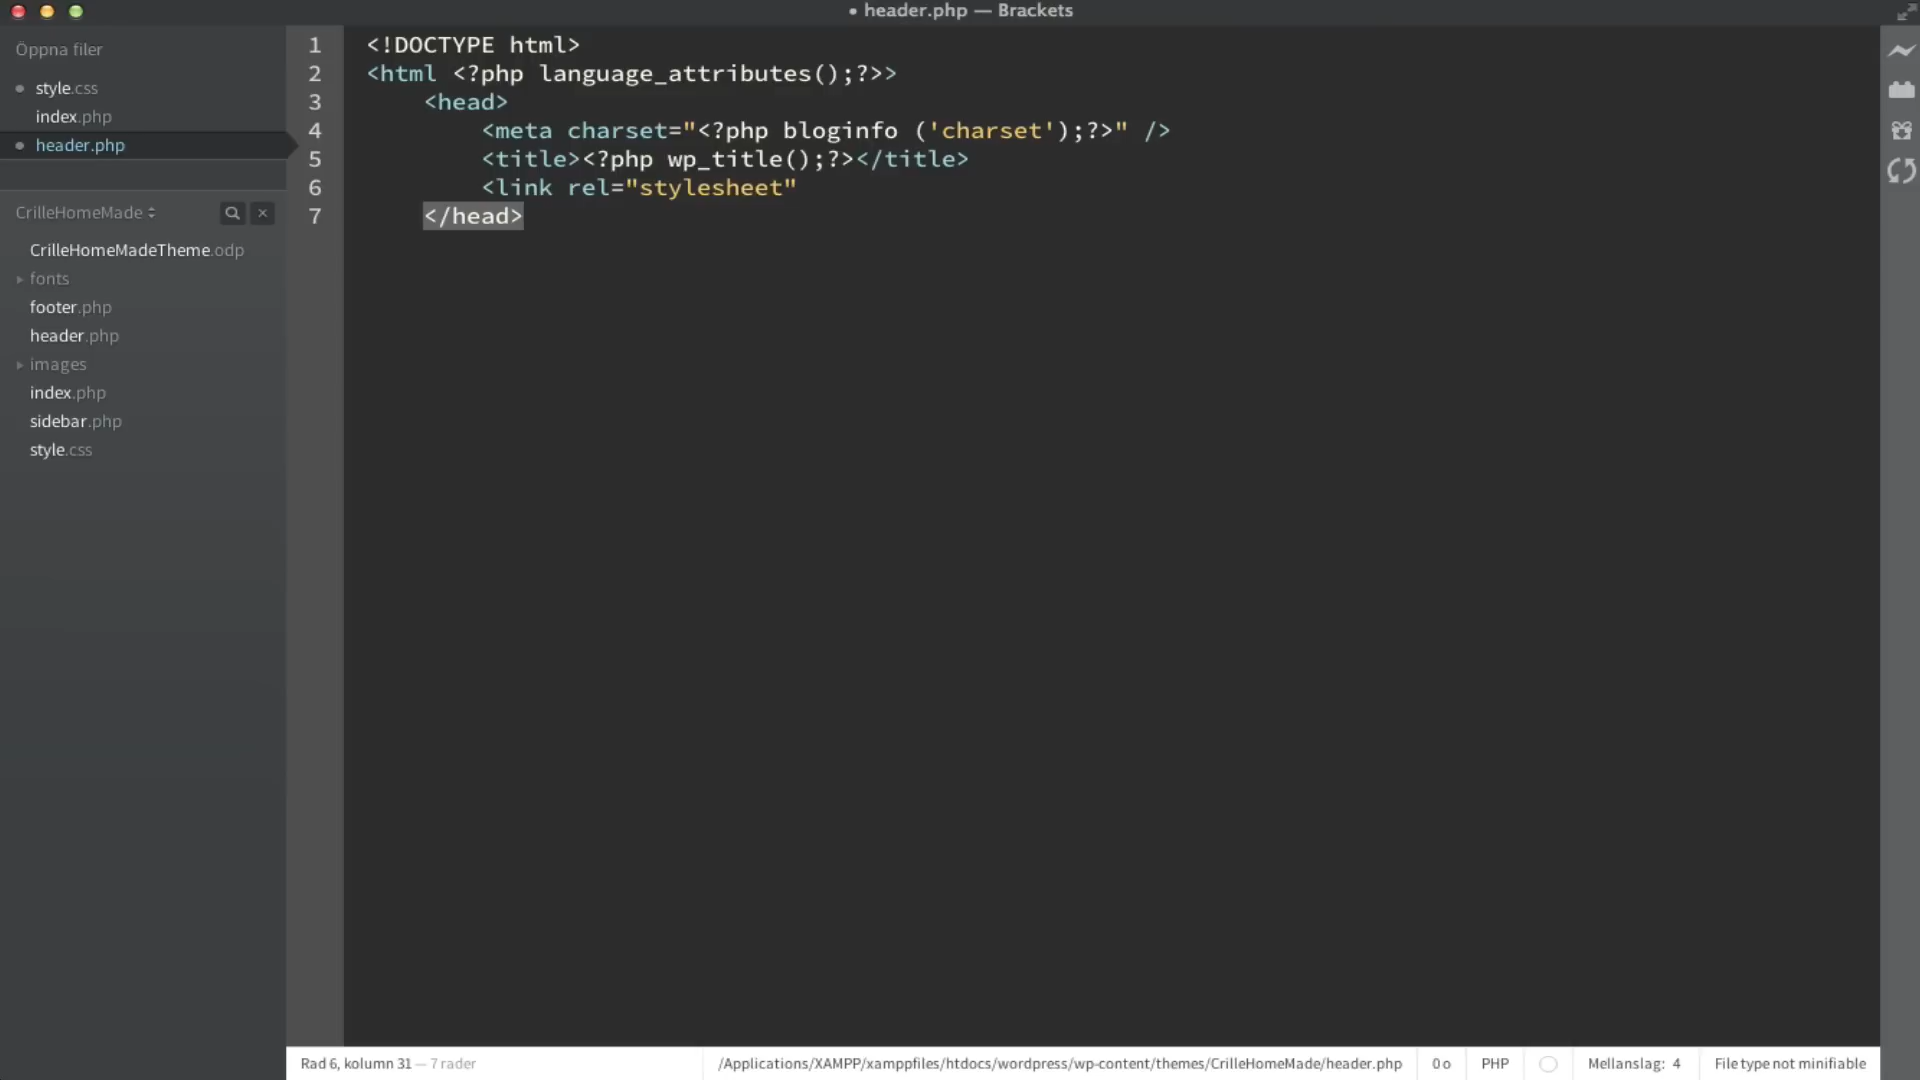 • header.php — Brackets
Öppna filer
style.css
index.php
header.php
CrilleHomeMade
CrilleHomeMadeTheme.odp
fonts
footer.php
header.php
images
index.php
sidebar.php
style.css
1 <!DOCTYPE html>
2 <html <?php language_attributes();?>>
3 <head>
4 <meta charset="<?php bloginfo ('charset');?>" />
5 <title><?php wp_title();?></title>
6 <link rel="stylesheet"
7 </head>
Rad 6, kolumn 31 — 7 rader
/Applications/XAMPP/xamppfiles/htdocs/wordpress/wp-content/themes/CrilleHomeMade/header.php
0 o
PHP
Mellanslag: 4
File type not minifiable